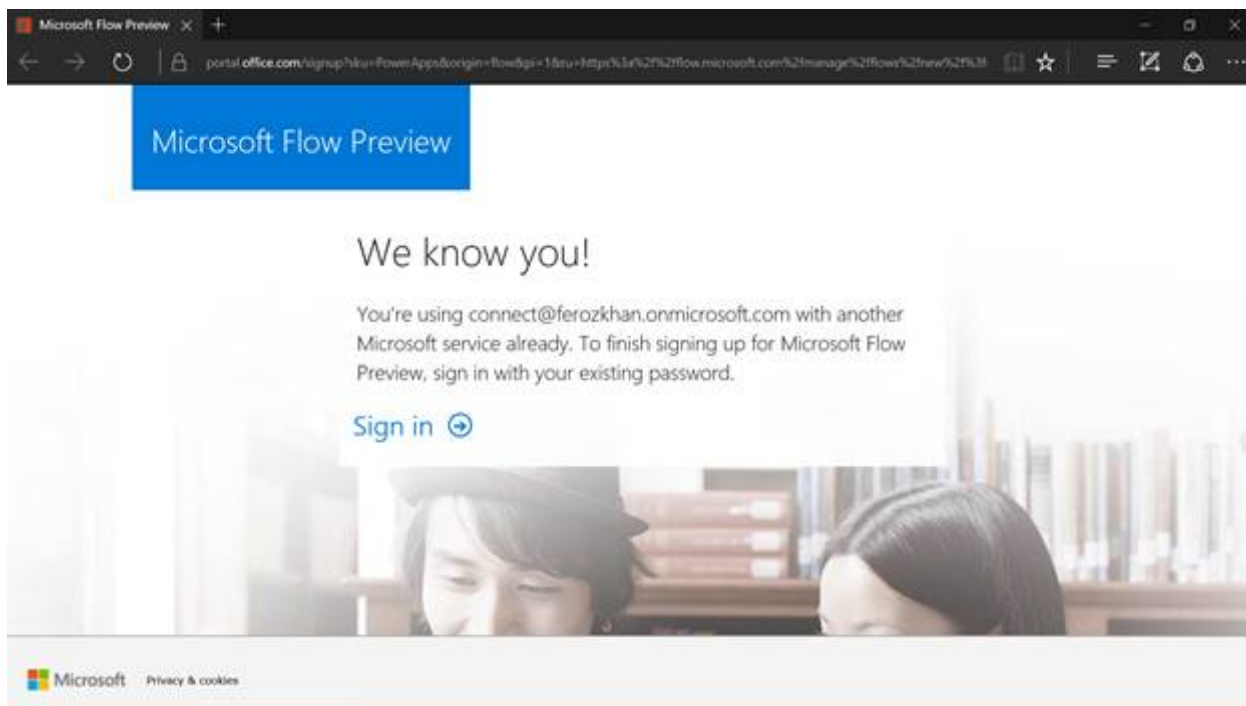 Microsoft Flow Preview
portal.office.com/signup?sku=PowerApps&origin=flow&pi=1&ru=https%3a%2f%2fflow.microsoft.com%2fmanage%2fflows%2fnew%2f%3f
Microsoft Flow Preview
We know you!
You're using connect@ferozkhan.onmicrosoft.com with another
Microsoft service already. To finish signing up for Microsoft Flow
Preview, sign in with your existing password.
Sign in
Microsoft Privacy & cookies